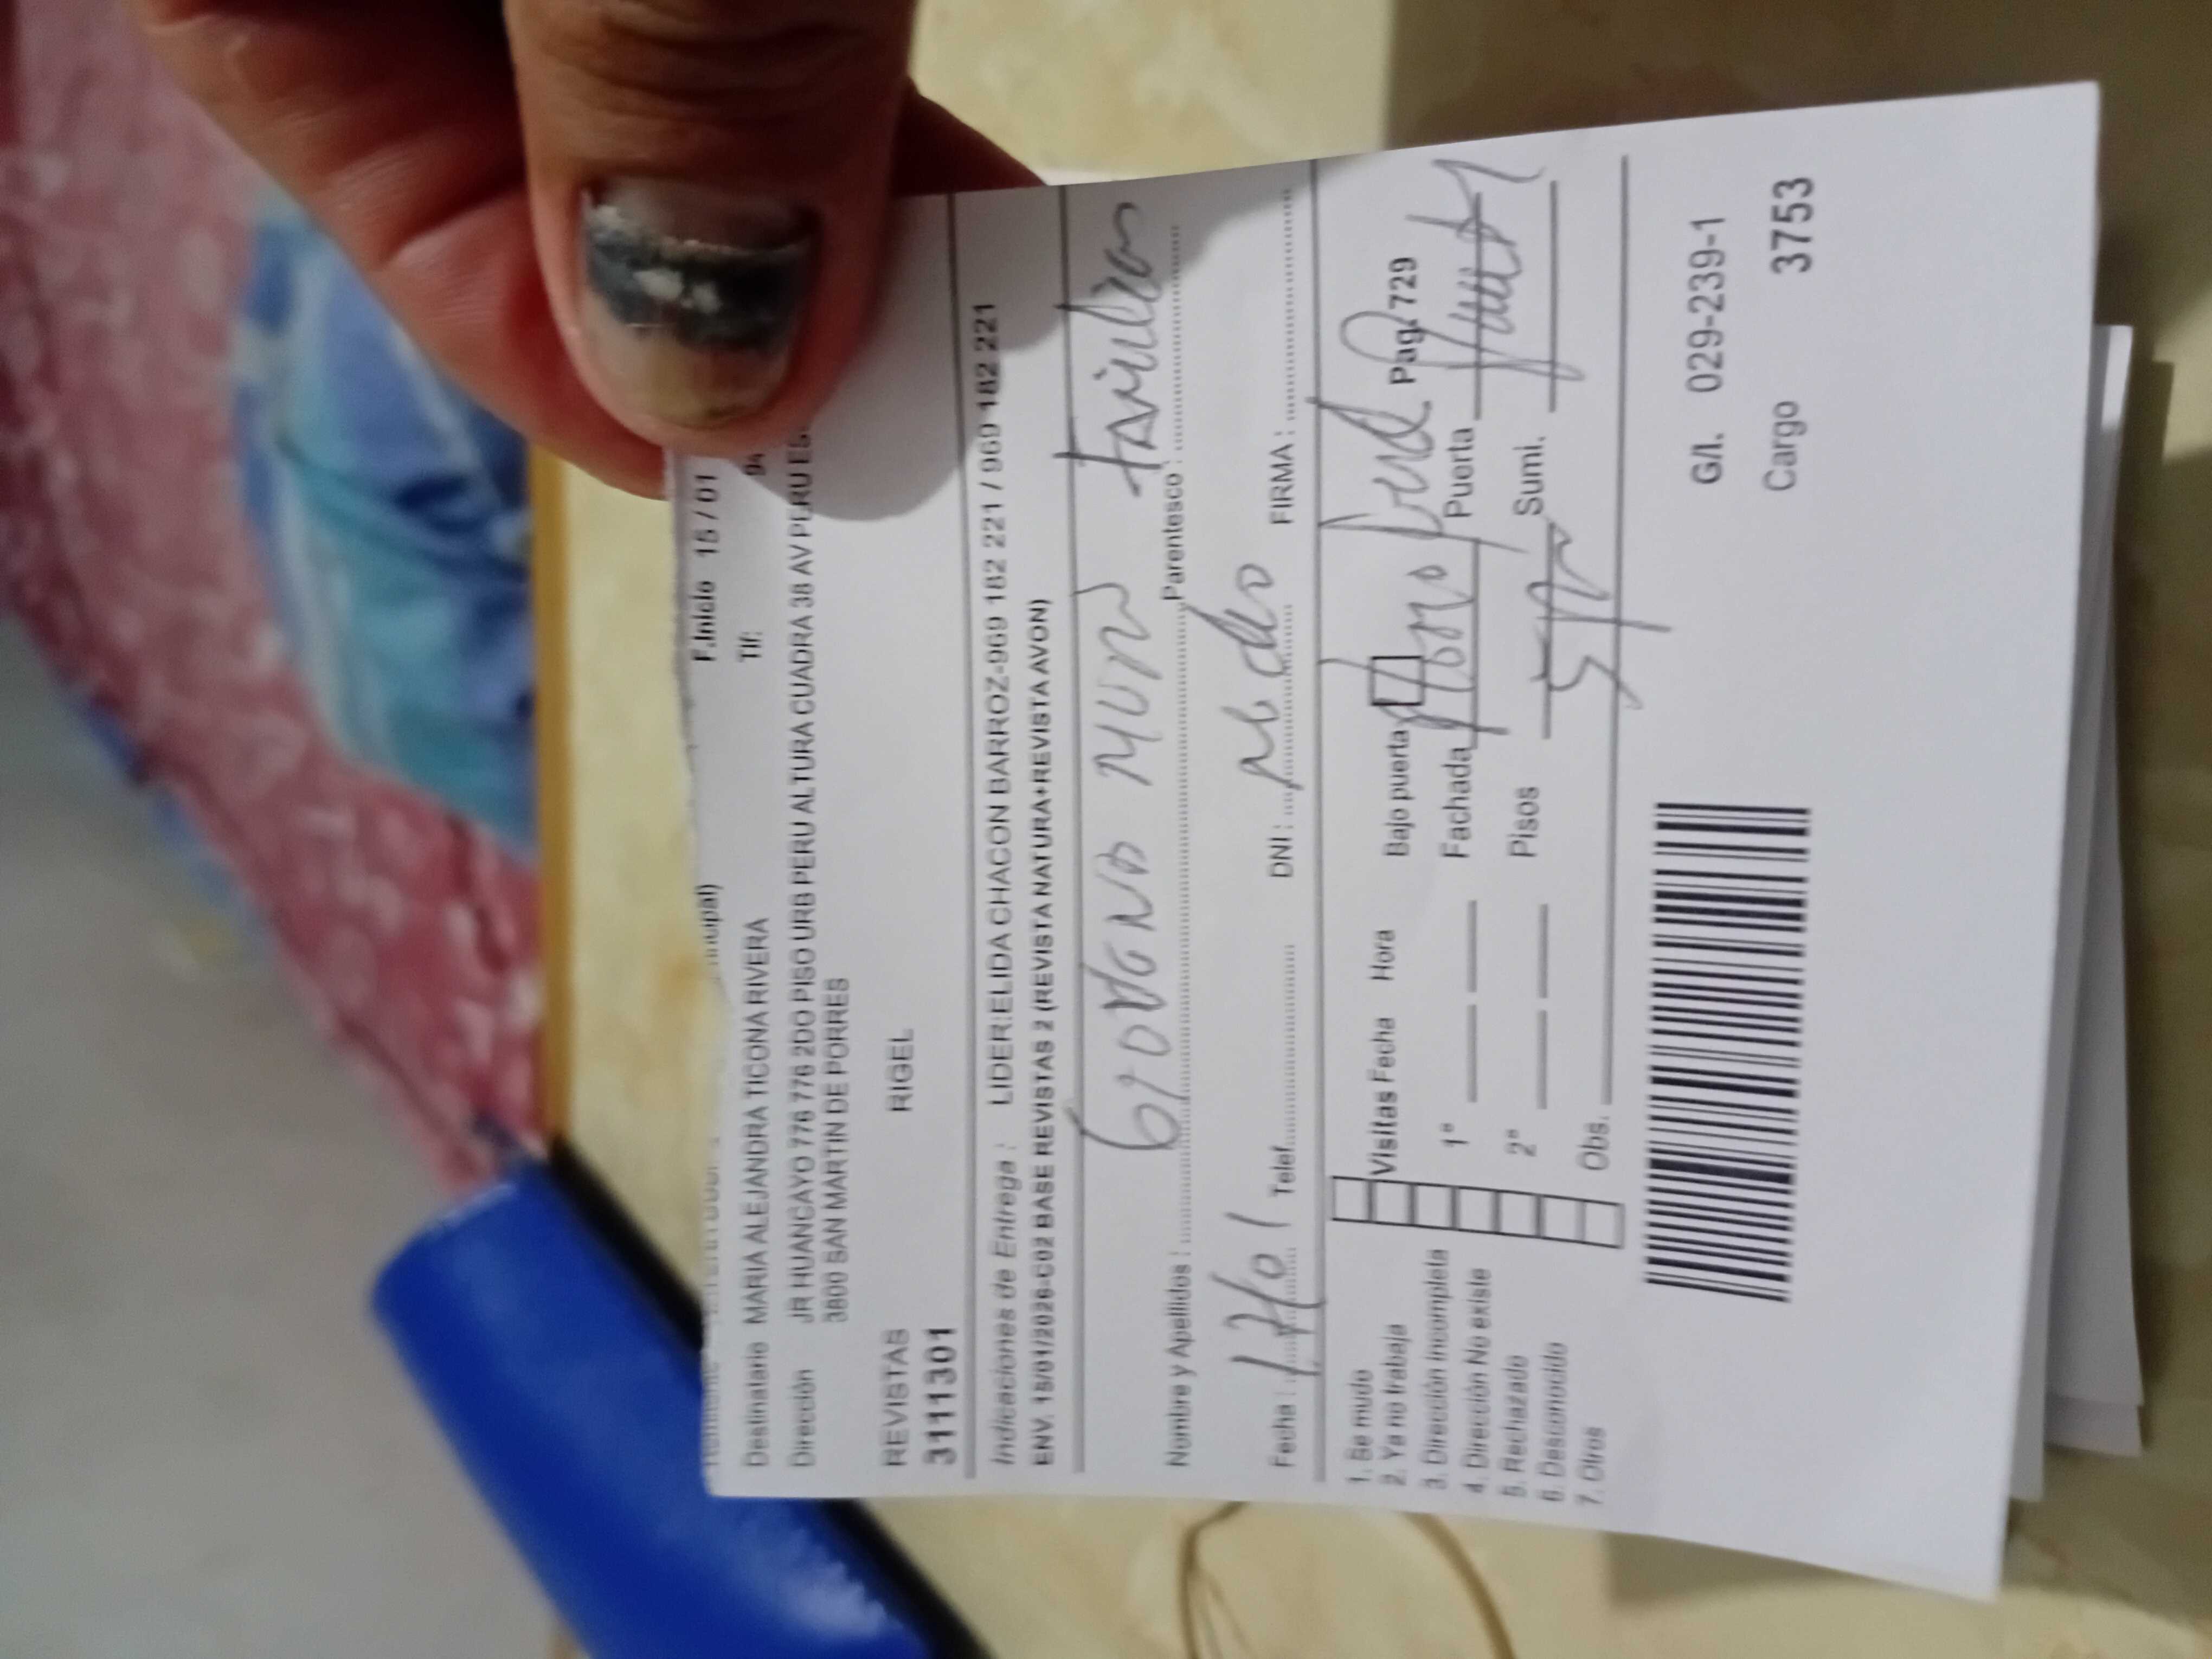 F.Inicio 15 / 01
Tlf: 94
Destinatario MARIA ALEJANDRA TICONA RIVERA
Dirección JR HUANCAYO 776 776 2DO PISO URB PERU ALTURA CUADRA 38 AV PERU ES
3800 SAN MARTIN DE PORRES
REVISTAS RIGEL
3111301
Indicaciones de Entrega : LIDER:ELIDA CHACON BARROZ-969 182 221 / 969 182 221
ENV. 15/01/2026-C02 BASE REVISTAS 2 (REVISTA NATURA+REVISTA AVON)
Nombre y Apellidos : Parentesco : Familiar
Fecha : Telef. DNI : FIRMA :
1. Se mudo
2. Ya no trabaja Visitas Fecha Hora Bajo puerta Pag. 729
3. Dirección incompleta 1ª Fachada Puerta
4. Dirección No existe
5. Rechazado 2ª Pisos Sumi.
6. Desconocido
7. Otros Obs.
G/I. 029-239-1
Cargo 3753